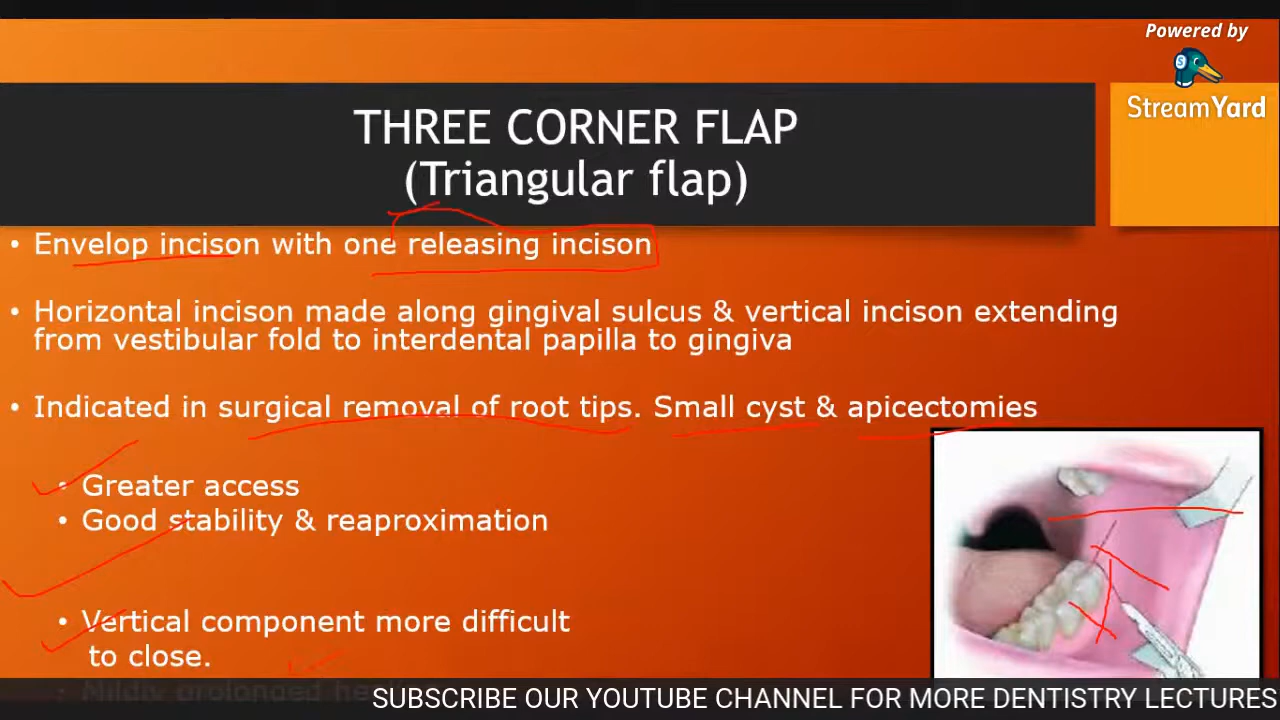 Powered by
StreamYard
THREE CORNER FLAP
(Triangular flap)
• Envelop incison with one releasing incison
• Horizontal incison made along gingival sulcus & vertical incison extending
from vestibular fold to interdental papilla to gingiva
• Indicated in surgical removal of root tips. Small cyst & apicectomies
• Greater access
• Good stability & reaproximation
• Vertical component more difficult
to close.
• Mildly prolonged healing
SUBSCRIBE OUR YOUTUBE CHANNEL FOR MORE DENTISTRY LECTURES